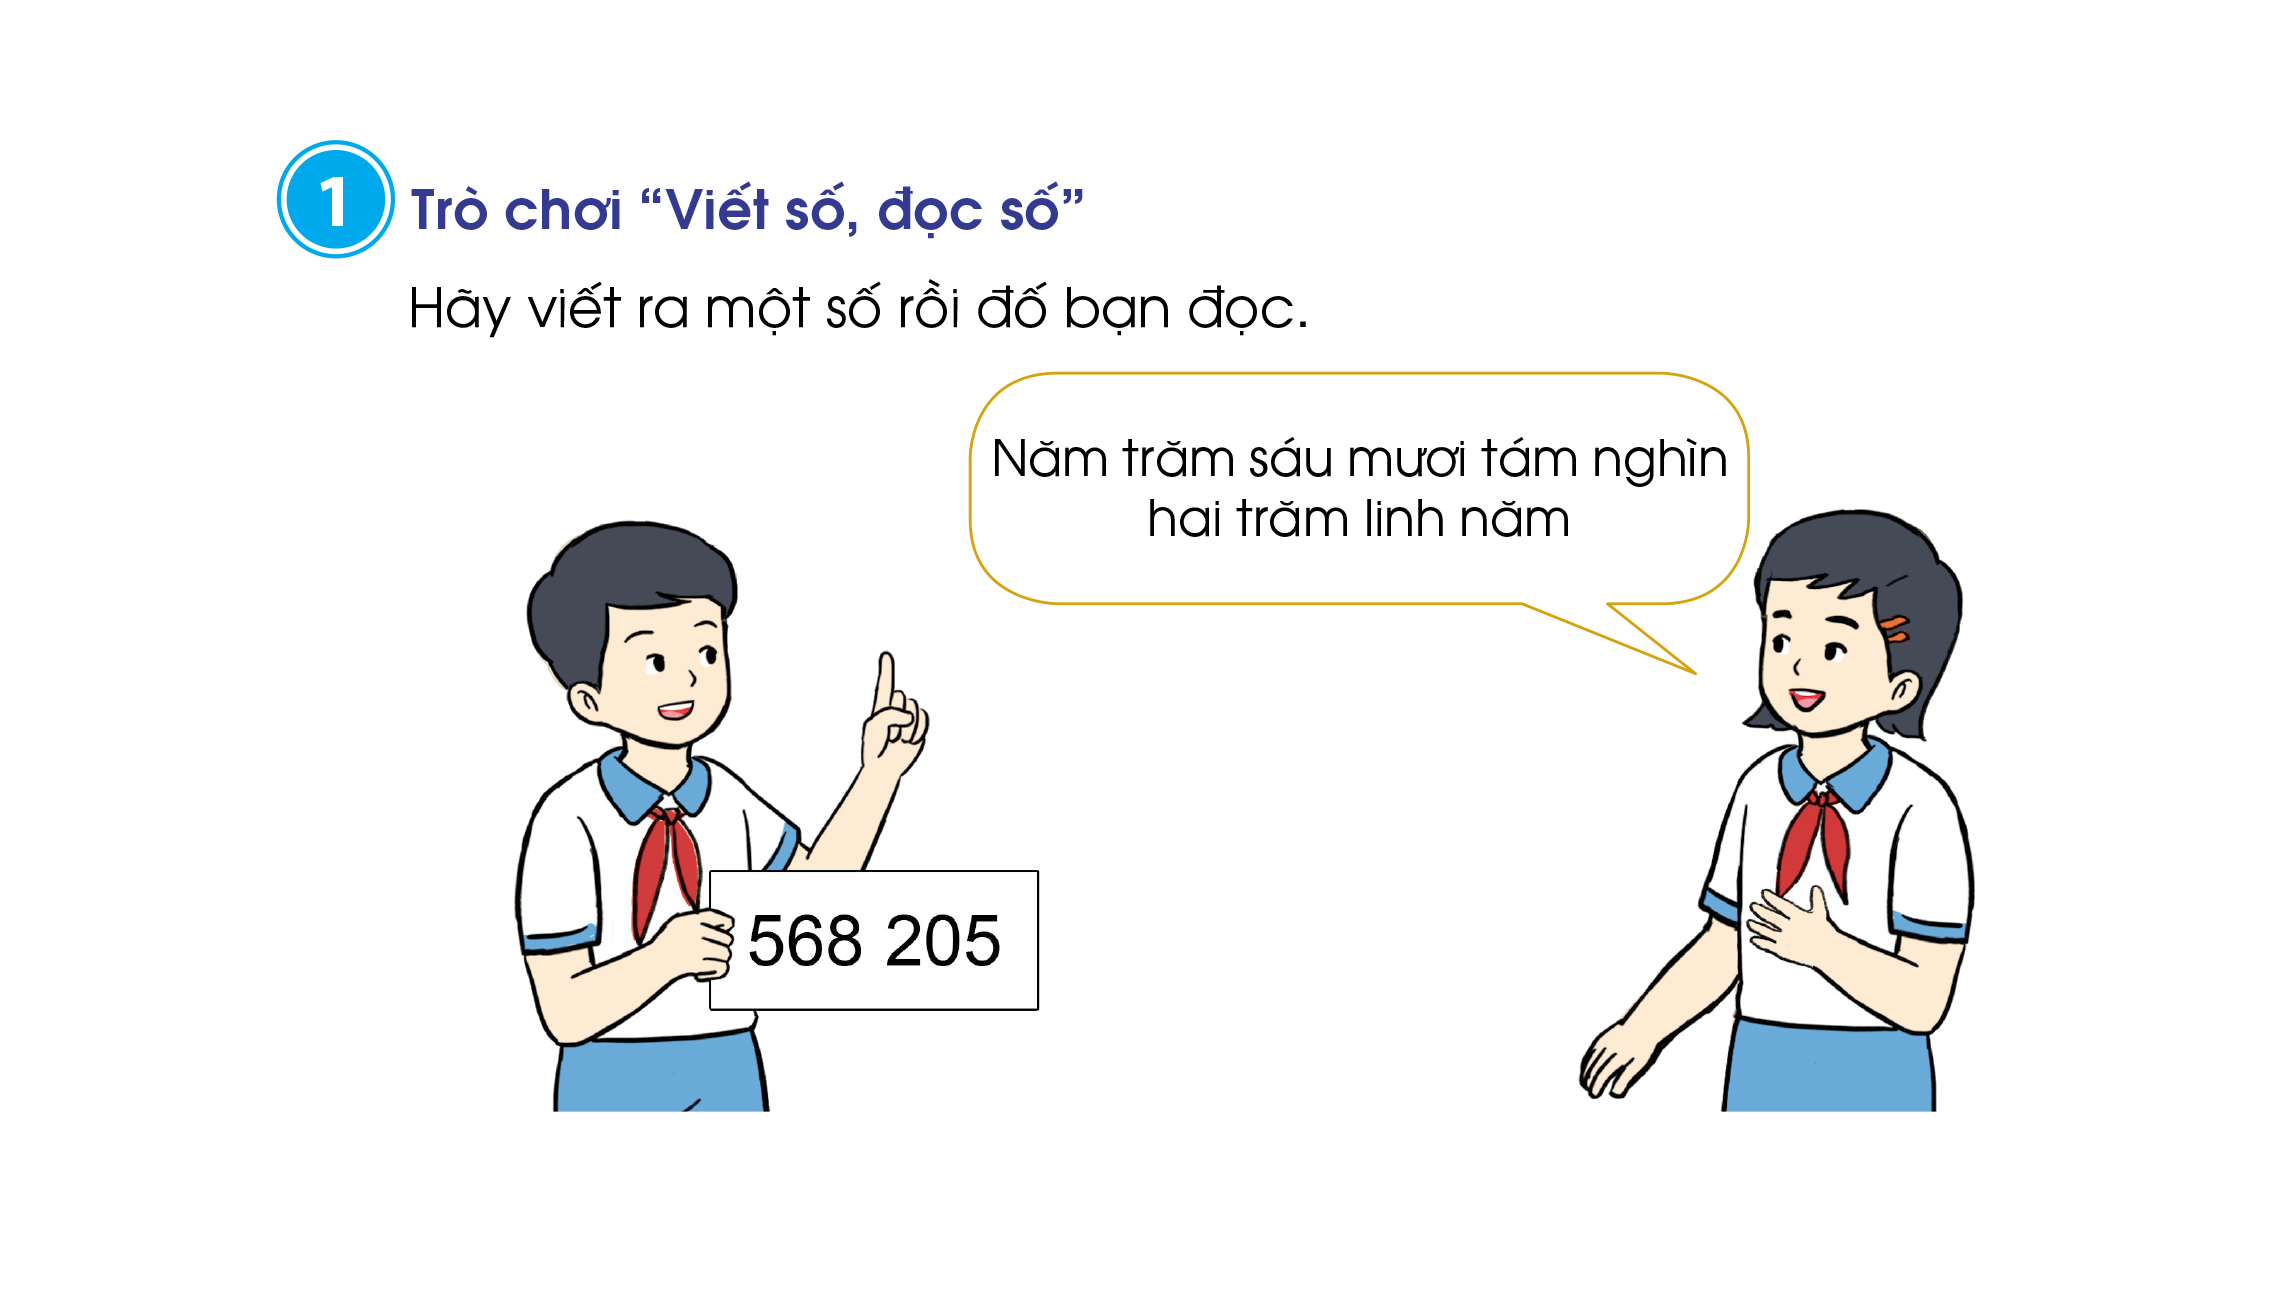 1
Trò chơi “Viết số, đọc số”
Hãy viết ra một số rồi đố bạn đọc.
Năm trăm sáu mươi tám nghìn
hai trăm linh năm
568 205